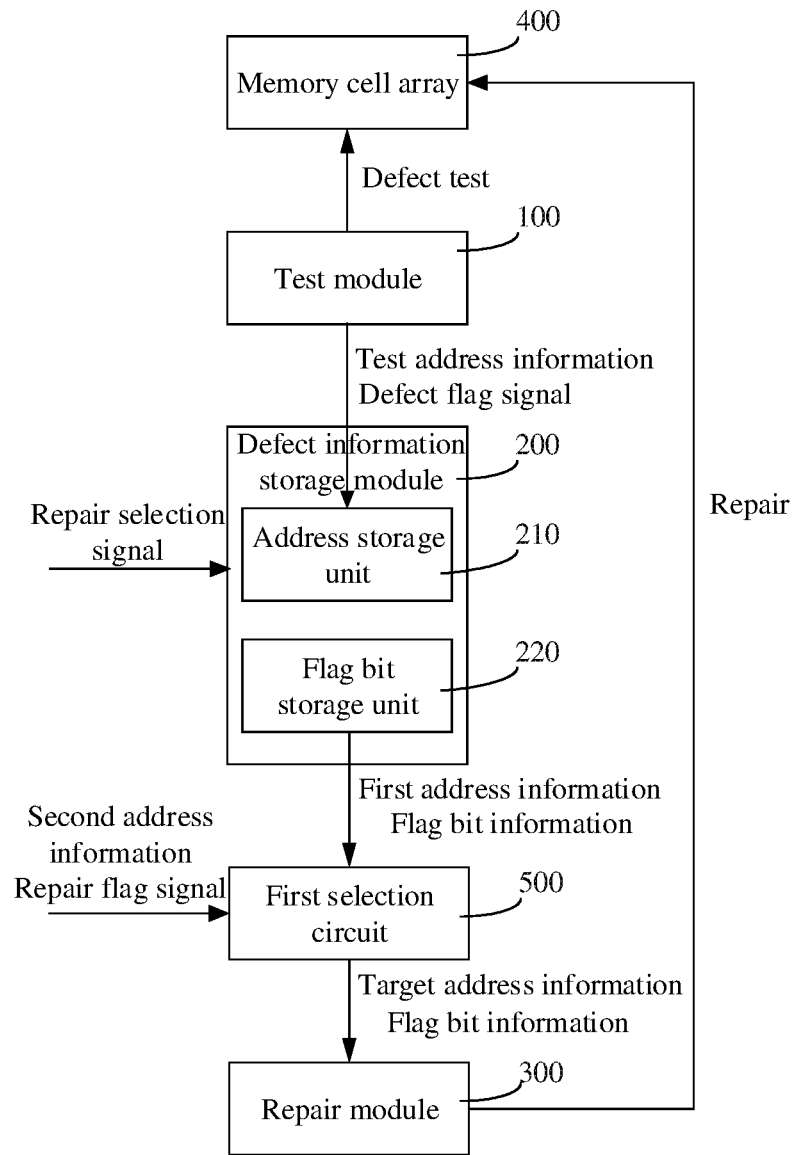 400
Memory cell array
Defect test
100
Test module
Test address information
Defect flag signal
Defect information
storage module
200
Repair selection
signal
Address storage
unit
210
Repair
Flag bit
storage unit
220
First address information
Flag bit information
Second address
information
Repair flag signal
First selection
circuit
500
Target address information
Flag bit information
Repair module
300